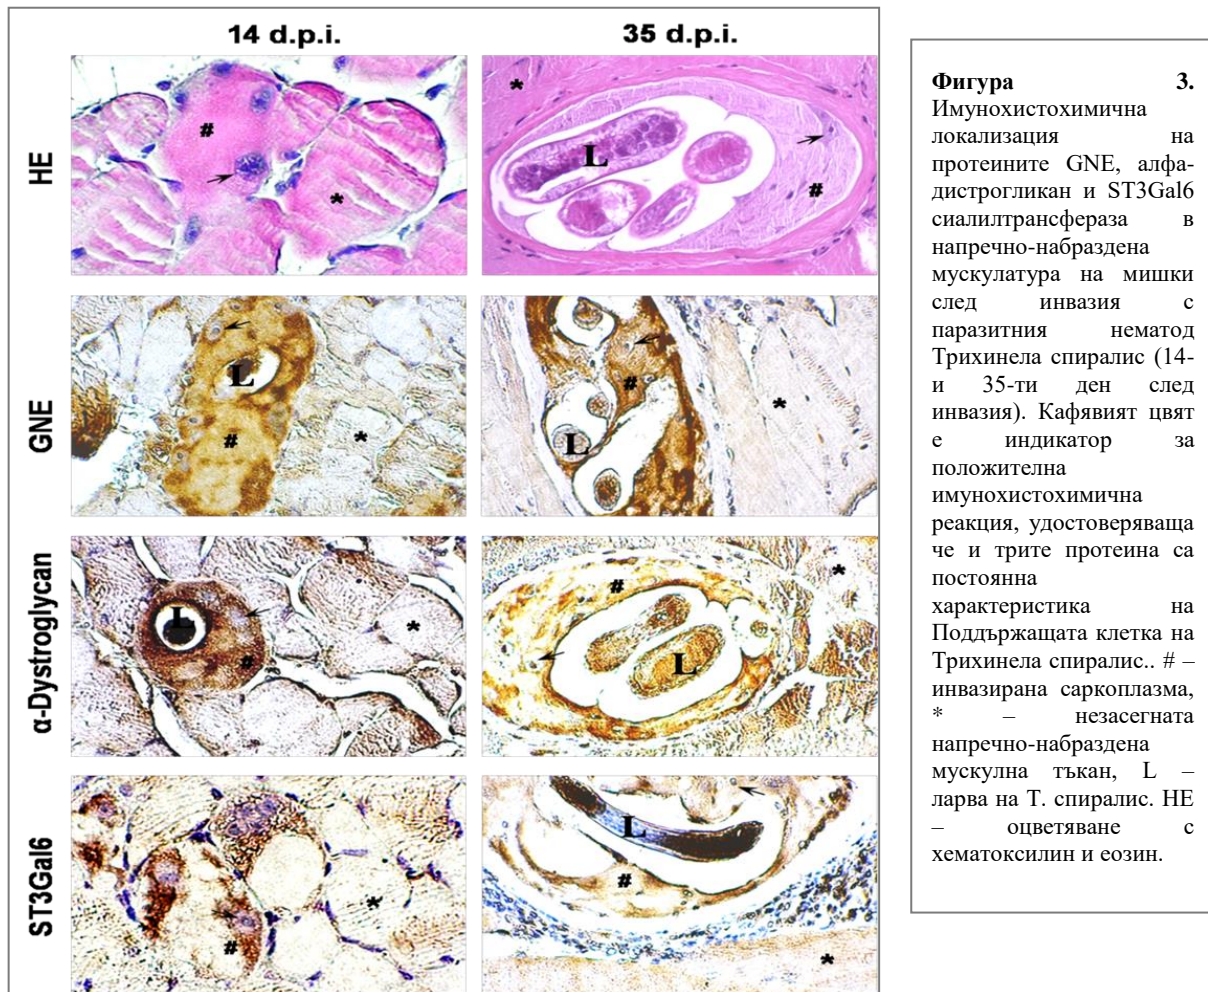 14 d.p.i. 35 d.p.i.
HE
# * L * #
GNE
L # * L # *
α-Dystroglycan
L # * # L *
ST3Gal6
# * L # *
Фигура 3.
Имунохистохимична
локализация на
протеините GNE, алфа-
дистрогликан и ST3Gal6
сиалилтрансфераза в
напречно-набраздена
мускулатура на мишки
след инвазия с
паразитния нематод
Трихинела спиралис (14-
и 35-ти ден след
инвазия). Кафявият цвят
е индикатор за
положителна
имунохистохимична
реакция, удостоверяваща
че и трите протеина са
постоянна
характеристика на
Поддържащата клетка на
Трихинела спиралис.. # –
инвазирана саркоплазма,
* – незасегната
напречно-набраздена
мускулна тъкан, L –
ларва на Т. спиралис. НЕ
– оцветяване с
хематоксилин и еозин.